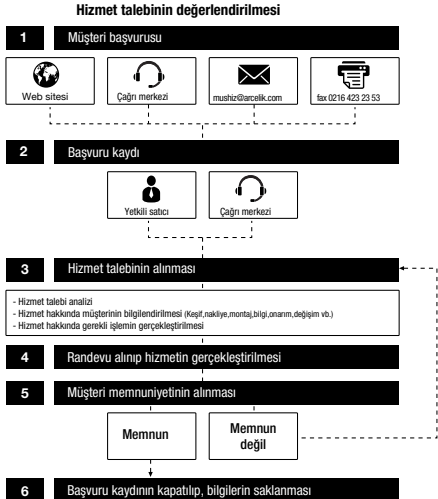 Hizmet talebinin değerlendirilmesi
1 Müşteri başvurusu
Web sitesi
Çağrı merkezi
mushiz@arcelik.com
fax 0216 423 23 53
2 Başvuru kaydı
Yetkili satıcı
Çağrı merkezi
3 Hizmet talebinin alınması
- Hizmet talebi analizi
- Hizmet hakkında müşterinin bilgilendirilmesi (Keşif,nakliye,montaj,bilgi,onarım,değişim vb.)
- Hizmet hakkında gerekli işlemin gerçekleştirilmesi
4 Randevu alınıp hizmetin gerçekleştirilmesi
5 Müşteri memnuniyetinin alınması
Memnun
Memnun
değil
6 Başvuru kaydının kapatılıp, bilgilerin saklanması